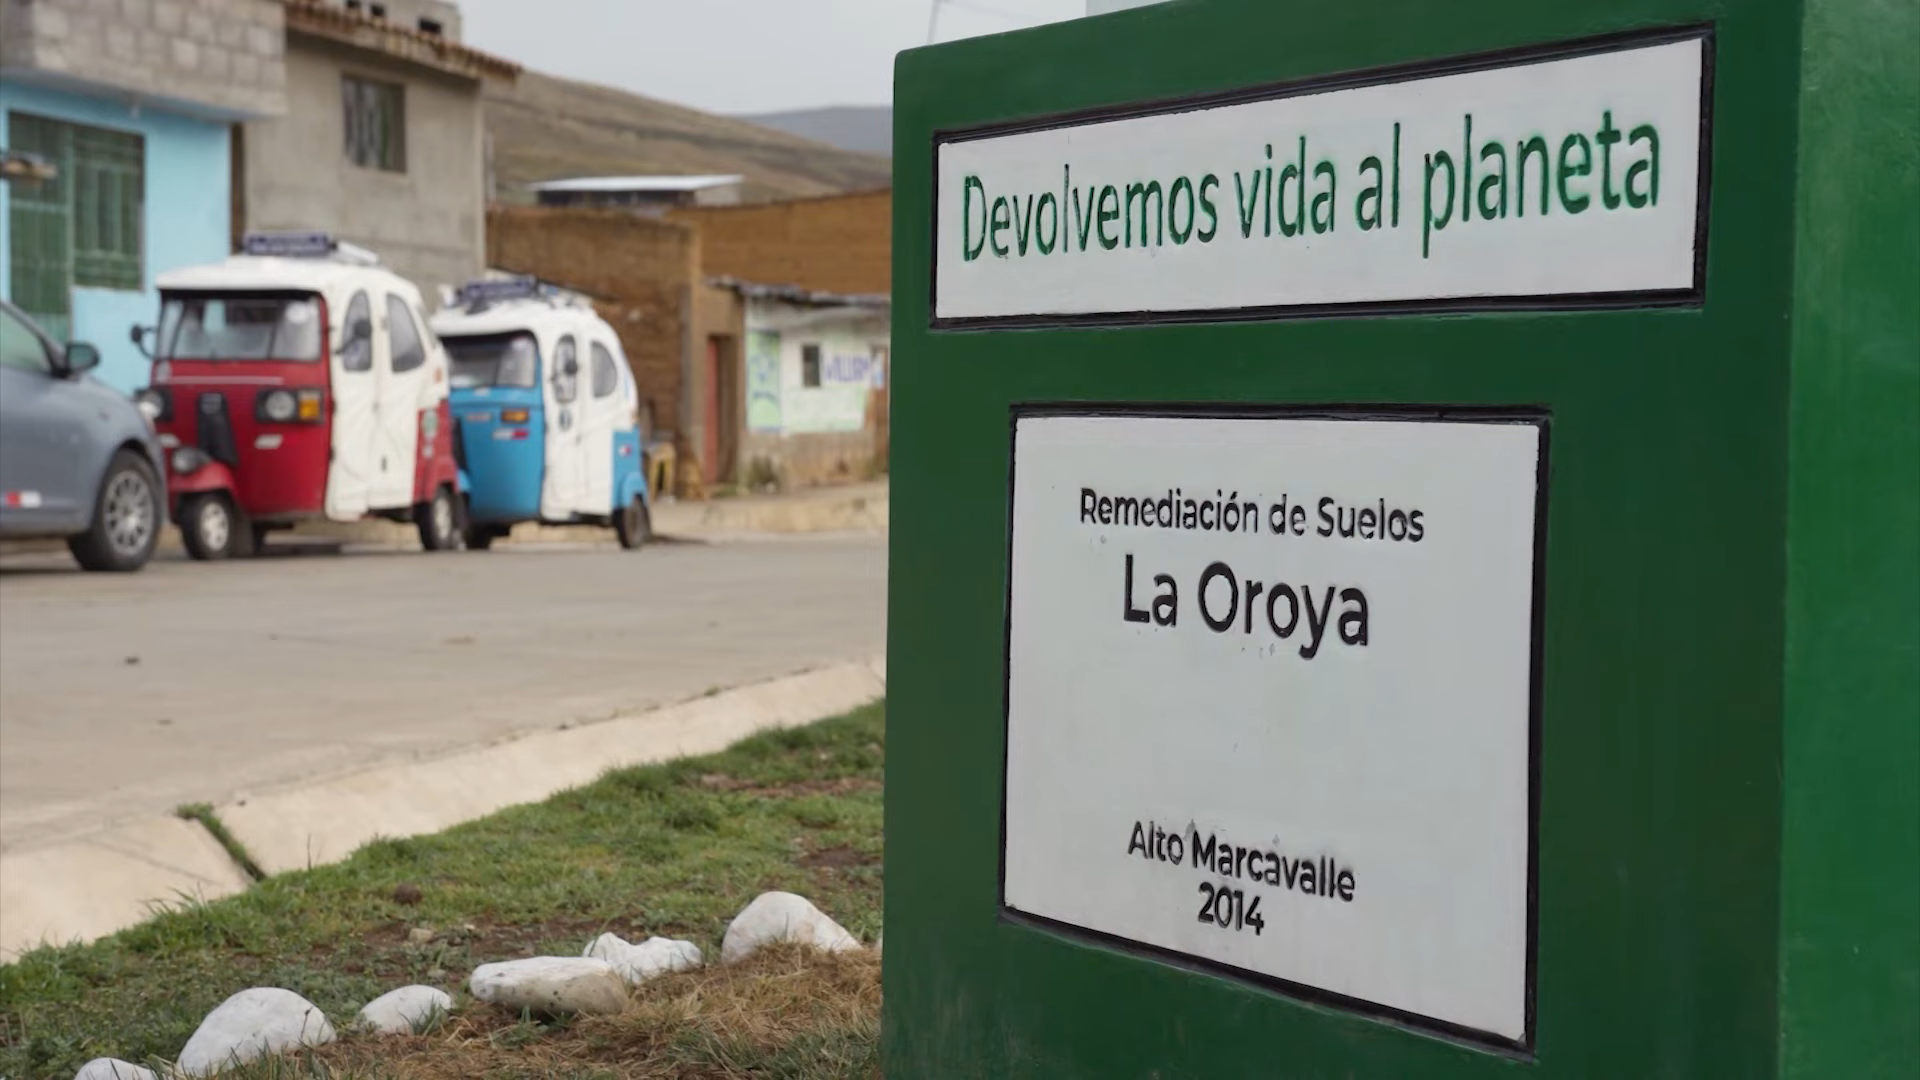 Devolvemos vida al planeta
Remediación de Suelos
La Oroya
Alto Marcavalle
2014